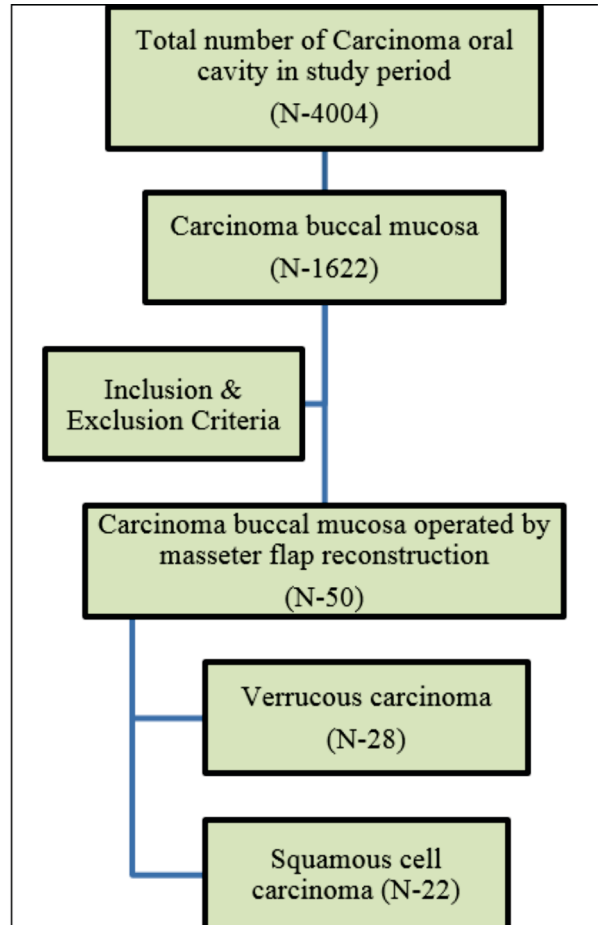 Total number of Carcinoma oral
cavity in study period
(N-4004)
Carcinoma buccal mucosa
(N-1622)
Inclusion &
Exclusion Criteria
Carcinoma buccal mucosa operated by
masseter flap reconstruction
(N-50)
Verrucous carcinoma
(N-28)
Squamous cell
carcinoma (N-22)